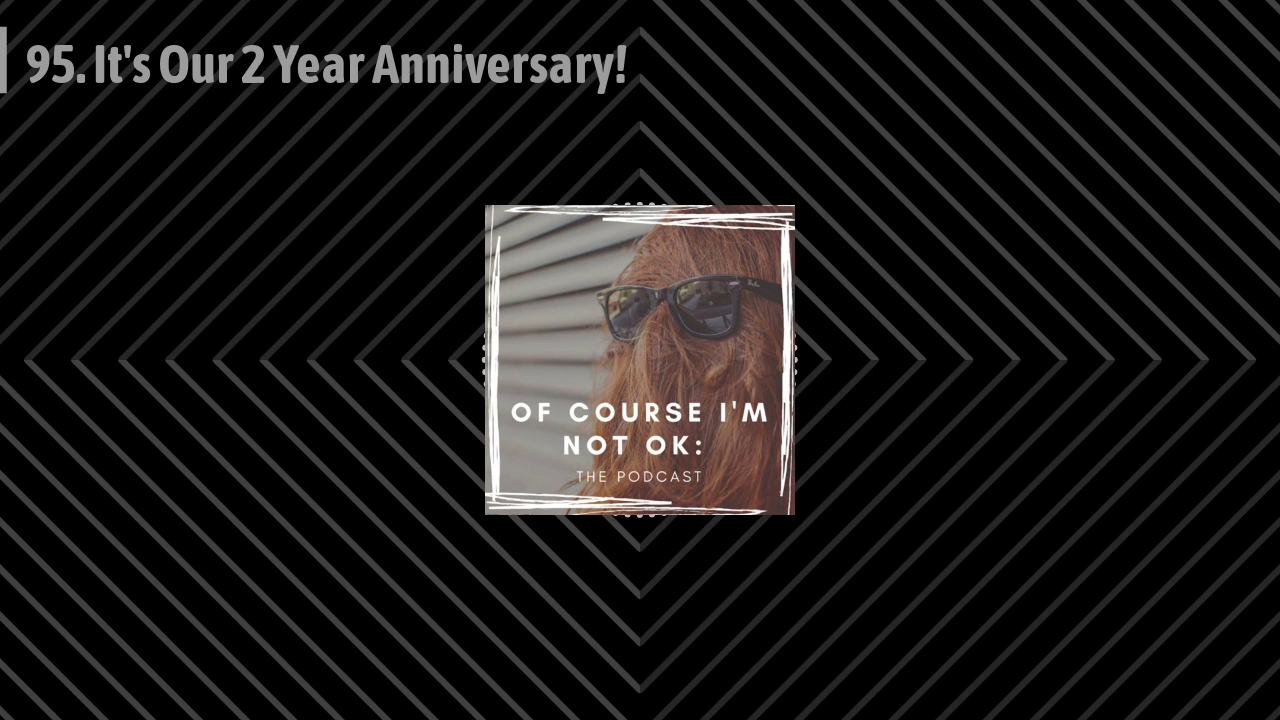 95. It's Our 2 Year Anniversary!
OF COURSE I'M
NOT OK:
THE PODCAST